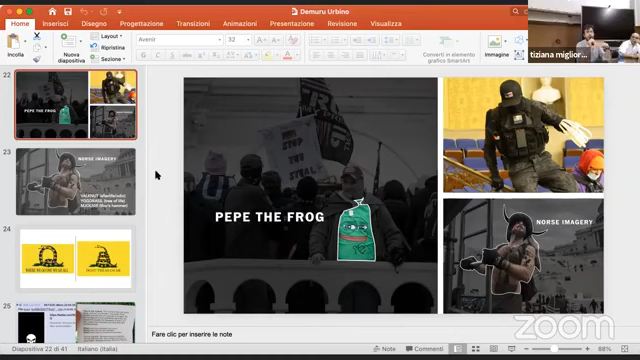 Demuru Urbino
Home Inserisci Disegno Progettazione Transizioni Animazioni Presentazione Revisione Visualizza
Incolla
Nuova diapositiva
Layout
Ripristina
Sezione
Avenir
32
Converti in elemento grafico SmartArt
Immagine
tiziana miglior...
22
PEPE THE FROG
23
NORSE IMAGERY
24
25
STOP THE STEAL
PEPE THE FROG
NORSE IMAGERY
Fare clic per inserire le note
Diapositiva 22 di 41
Italiano (Italia)
Note
Commenti
88%
zoom